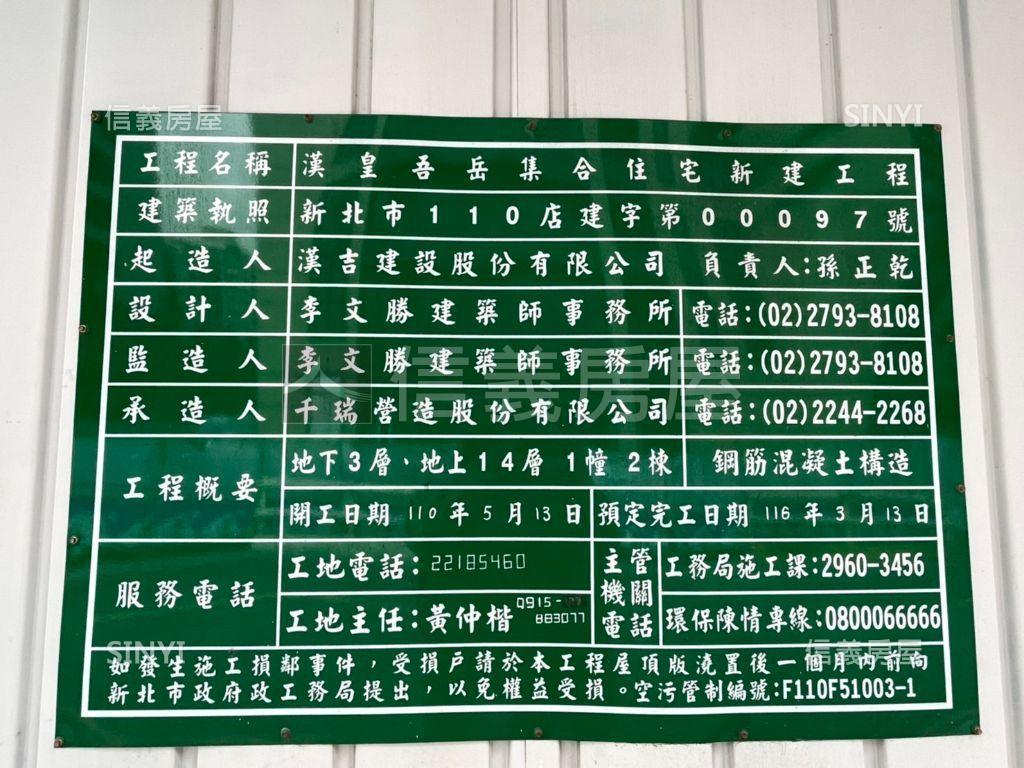 信義房屋 SINYI
工程名稱 漢皇吾岳集合住宅新建工程
建築執照 新北市110店建字第00097號
起造人 漢吉建設股份有限公司 負責人:孫正乾
設計人 李文勝建築師事務所 電話:(02)2793-8108
監造人 李文勝建築師事務所 電話:(02)2793-8108
信義房屋
承造人 千瑞營造股份有限公司 電話:(02)2244-2268
工程概要 地下3層、地上14層 1幢 2棟 鋼筋混凝土構造
開工日期 110 年 5 月 13 日 預定完工日期 116 年 3 月 13 日
服務電話 工地電話:22185460 主管機關電話 工務局施工課:2960-3456
工地主任:黃仲楷 0915- 883077 環保陳情專線:0800066666
SINYI 信義房屋
如發生施工損鄰事件,受損戶請於本工程屋頂版澆置後一個月內前向
新北市政府政工務局提出,以免權益受損。空污管制編號:F110F51003-1